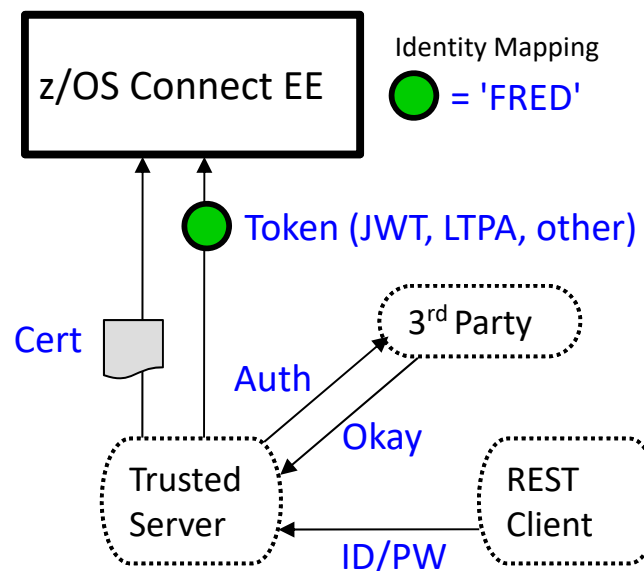 Identity Mapping
z/OS Connect EE
= 'FRED'
Token (JWT, LTPA, other)
3rd Party
Cert
Auth
Okay
Trusted
Server
REST
Client
ID/PW